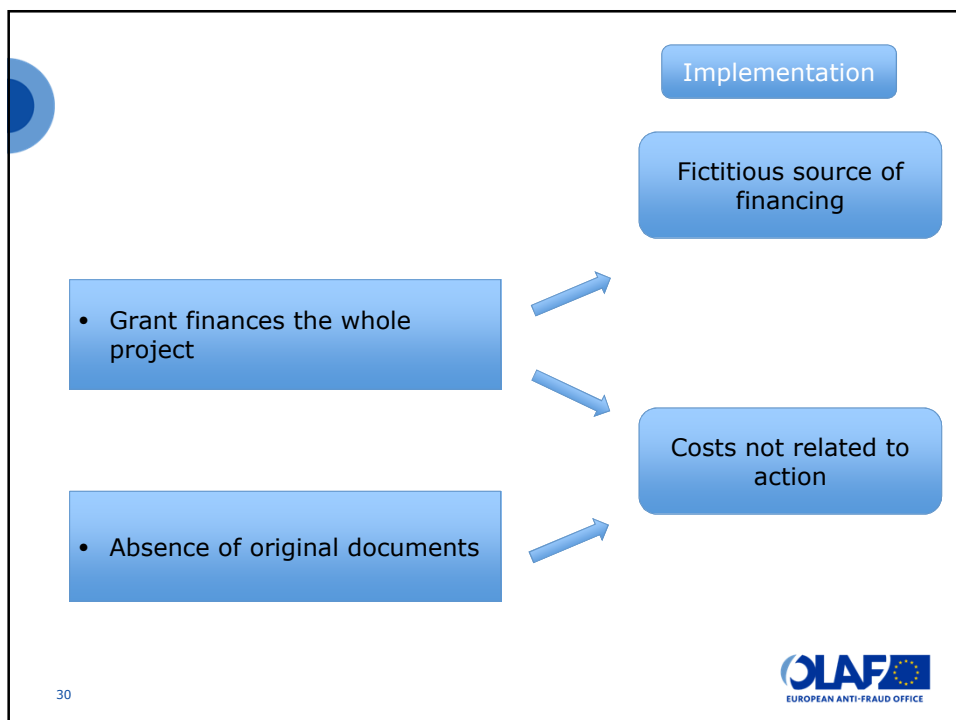 Implementation
Fictitious source of
financing
• Grant finances the whole
project
Costs not related to
action
• Absence of original documents
30
OLAF
EUROPEAN ANTI-FRAUD OFFICE